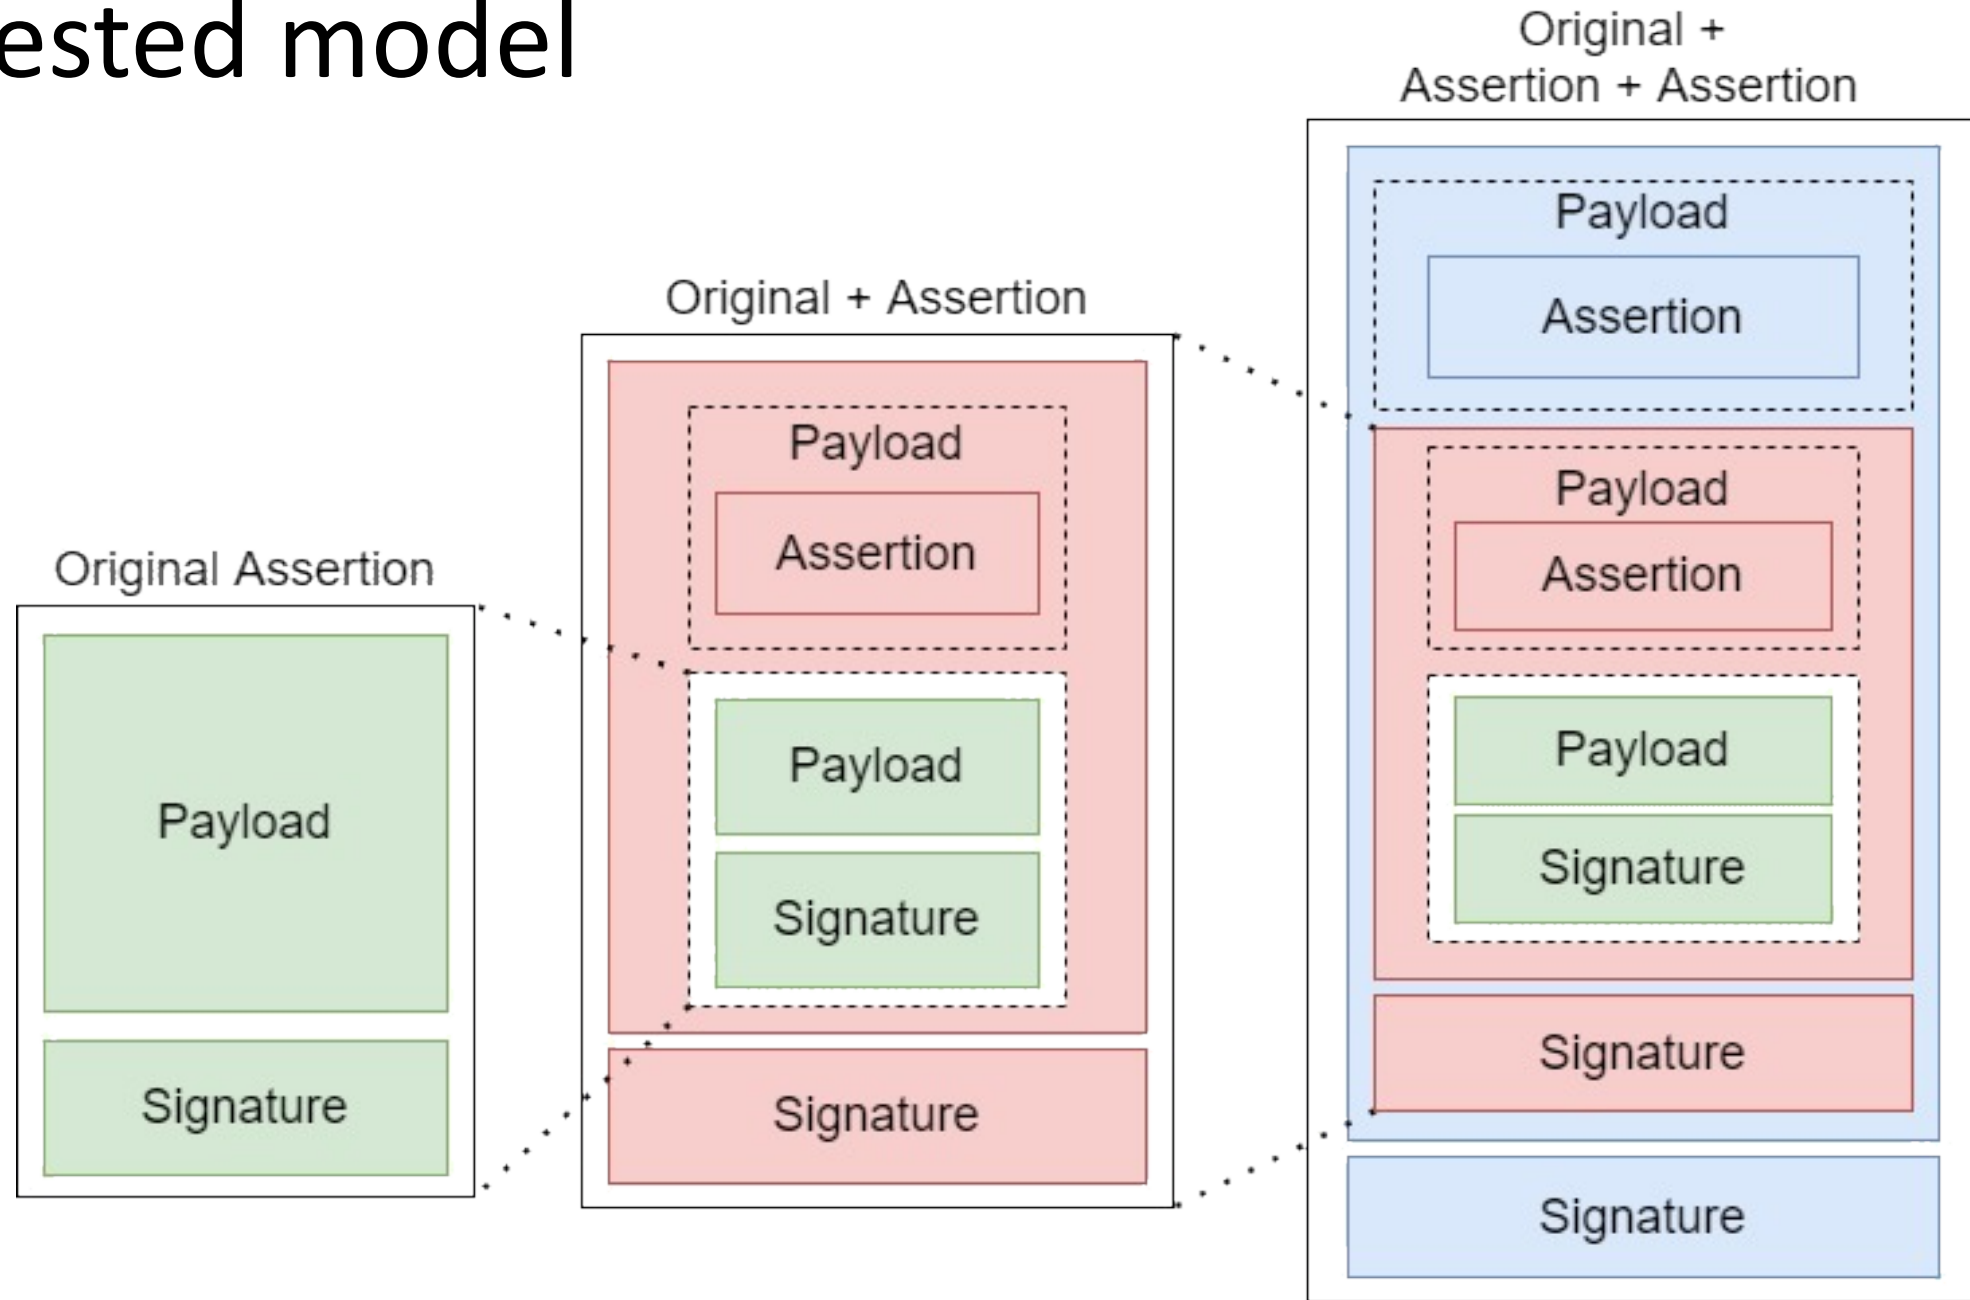 ested model
Original Assertion
Payload
Signature
Original + Assertion
Payload
Assertion
Payload
Signature
Signature
Original +
Assertion + Assertion
Payload
Assertion
Payload
Assertion
Payload
Signature
Signature
Signature